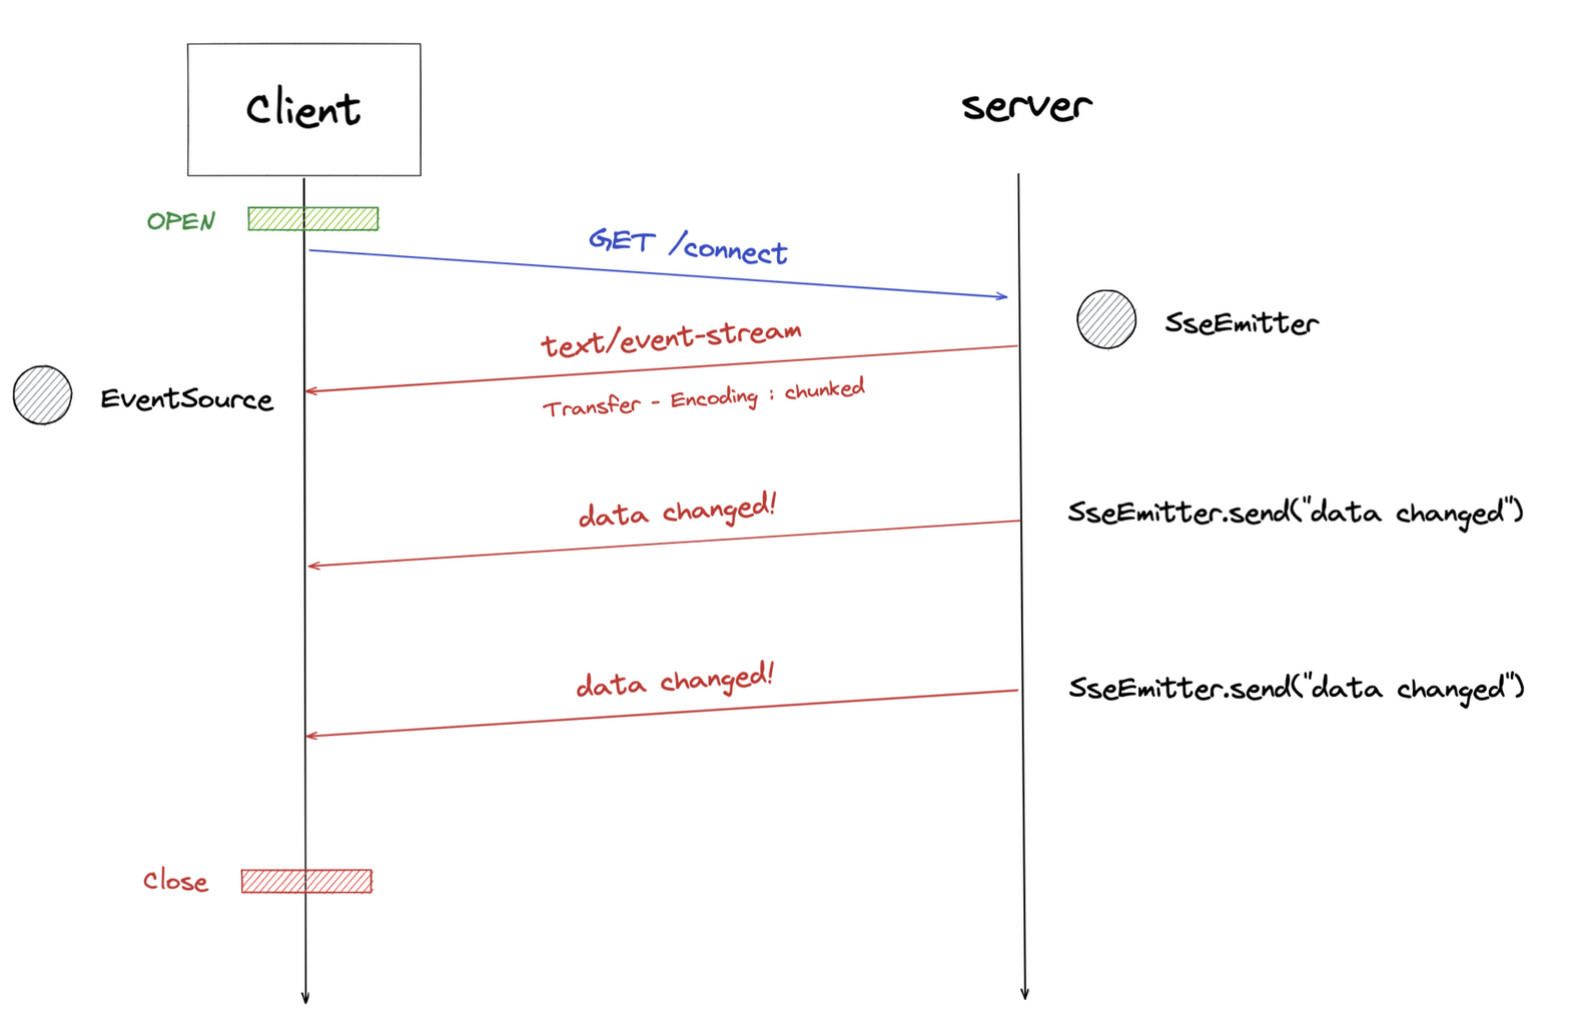 Client
server
OPEN
GET /connect
SseEmitter
text/event-stream
EventSource
Transfer - Encoding : chunked
data changed!
SseEmitter.send("data changed")
data changed!
SseEmitter.send("data changed")
Close